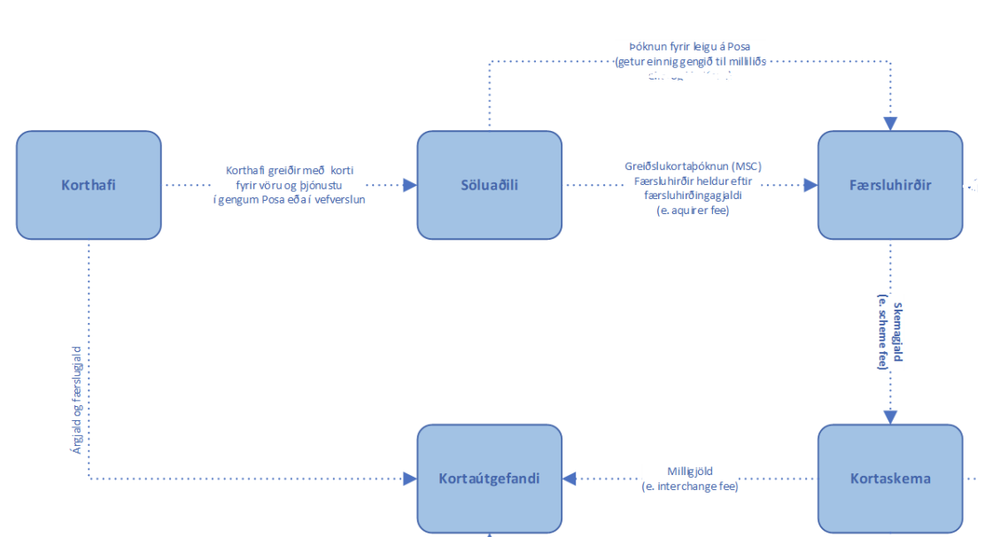 Þóknun fyrir leigu á Posa
(getur einnig gengið til milliliðs
Korthafi
Korthafi greiðir með korti
fyrir vöru og þjónustu
í gengum Posa eða í vefverslun
Söluaðili
Greiðslukortaþóknun (MSC)
Færsluhirðir heldur eftir
færsluhirðingagjaldi
(e. aquirer fee)
Færsluhirðir
Skemagjald
(e. scheme fee)
Árgjald og færslugjald
Kortaútgefandi
Milligjöld
(e. interchange fee)
Kortaskema